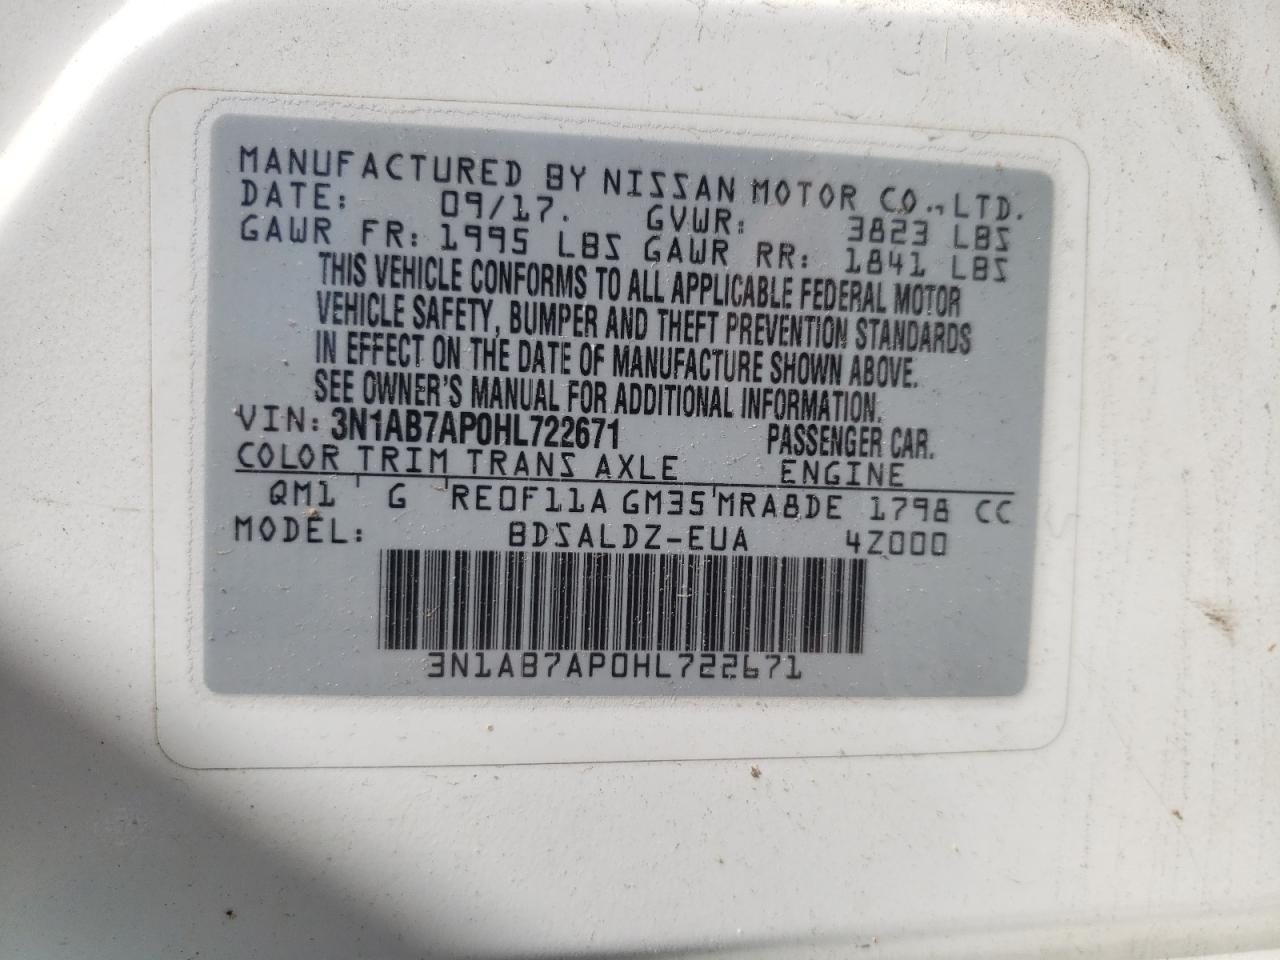 MANUFACTURED BY NISSAN MOTOR CO.,LTD.
DATE: 09/17. GVWR: 3823 LBS
GAWR FR: 1995 LBS GAWR RR: 1841 LBS
THIS VEHICLE CONFORMS TO ALL APPLICABLE FEDERAL MOTOR
VEHICLE SAFETY, BUMPER AND THEFT PREVENTION STANDARDS
IN EFFECT ON THE DATE OF MANUFACTURE SHOWN ABOVE.
SEE OWNER'S MANUAL FOR ADDITIONAL INFORMATION.
VIN: 3N1AB7AP0HL722671 PASSENGER CAR.
COLOR TRIM TRANS AXLE ENGINE
QM1 G RE0F11A GM35 MRA8DE 1798 CC
MODEL: BDSALDZ-EUA 4Z000
3N1AB7AP0HL722671